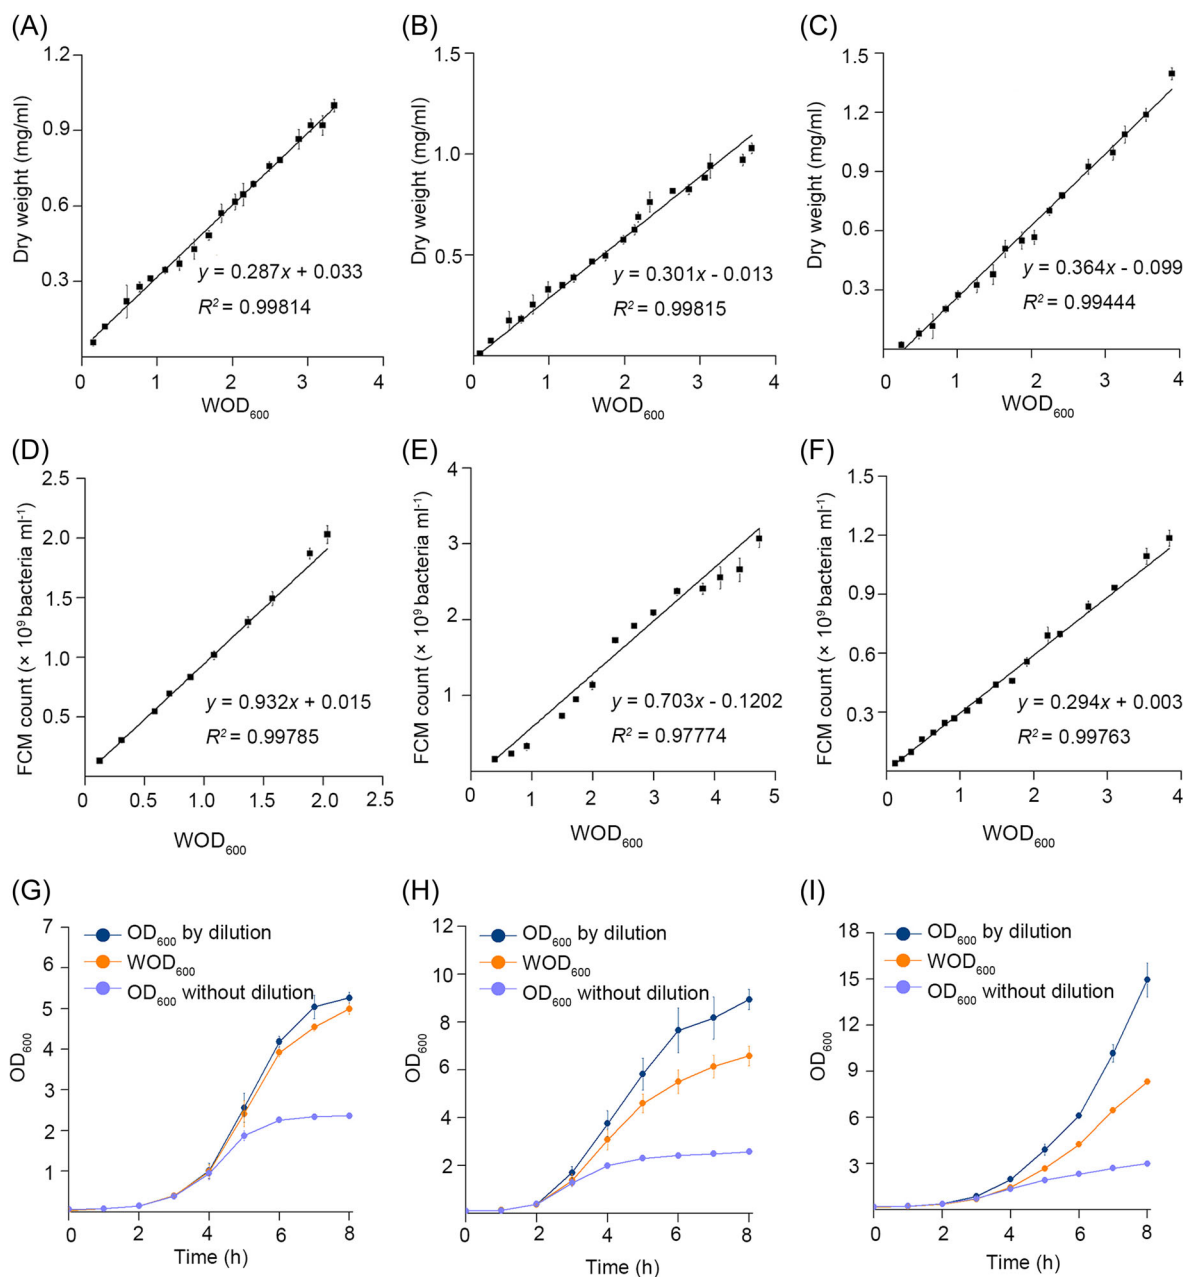 (A)
1.2
0.9
0.6
0.3
Dry weight (mg/ml)
y = 0.287x + 0.033
R² = 0.99814
0 1 2 3 4
WOD₆₀₀
(B)
1.5
1.0
0.5
Dry weight (mg/ml)
y = 0.301x - 0.013
R² = 0.99815
0 1 2 3 4
WOD₆₀₀
(C)
1.5
1.2
0.9
0.6
0.3
Dry weight (mg/ml)
y = 0.364x - 0.099
R² = 0.99444
0 1 2 3 4
WOD₆₀₀
(D)
2.5
2.0
1.5
1.0
0.5
FCM count (× 10⁹ bacteria ml⁻¹)
y = 0.932x + 0.015
R² = 0.99785
0 0.5 1.0 1.5 2.0 2.5
WOD₆₀₀
(E)
4
3
2
1
FCM count (× 10⁹ bacteria ml⁻¹)
y = 0.703x - 0.1202
R² = 0.97774
0 1 2 3 4 5
WOD₆₀₀
(F)
1.5
1.2
0.9
0.6
0.3
FCM count (× 10⁹ bacteria ml⁻¹)
y = 0.294x + 0.003
R² = 0.99763
0 1 2 3 4
WOD₆₀₀
(G)
7
6
5
4
3
2
1
OD₆₀₀
OD₆₀₀ by dilution
WOD₆₀₀
OD₆₀₀ without dilution
0 2 4 6 8
Time (h)
(H)
12
10
8
6
4
2
OD₆₀₀
OD₆₀₀ by dilution
WOD₆₀₀
OD₆₀₀ without dilution
0 2 4 6 8
Time (h)
(I)
18
15
12
9
6
3
OD₆₀₀
OD₆₀₀ by dilution
WOD₆₀₀
OD₆₀₀ without dilution
0 2 4 6 8
Time (h)